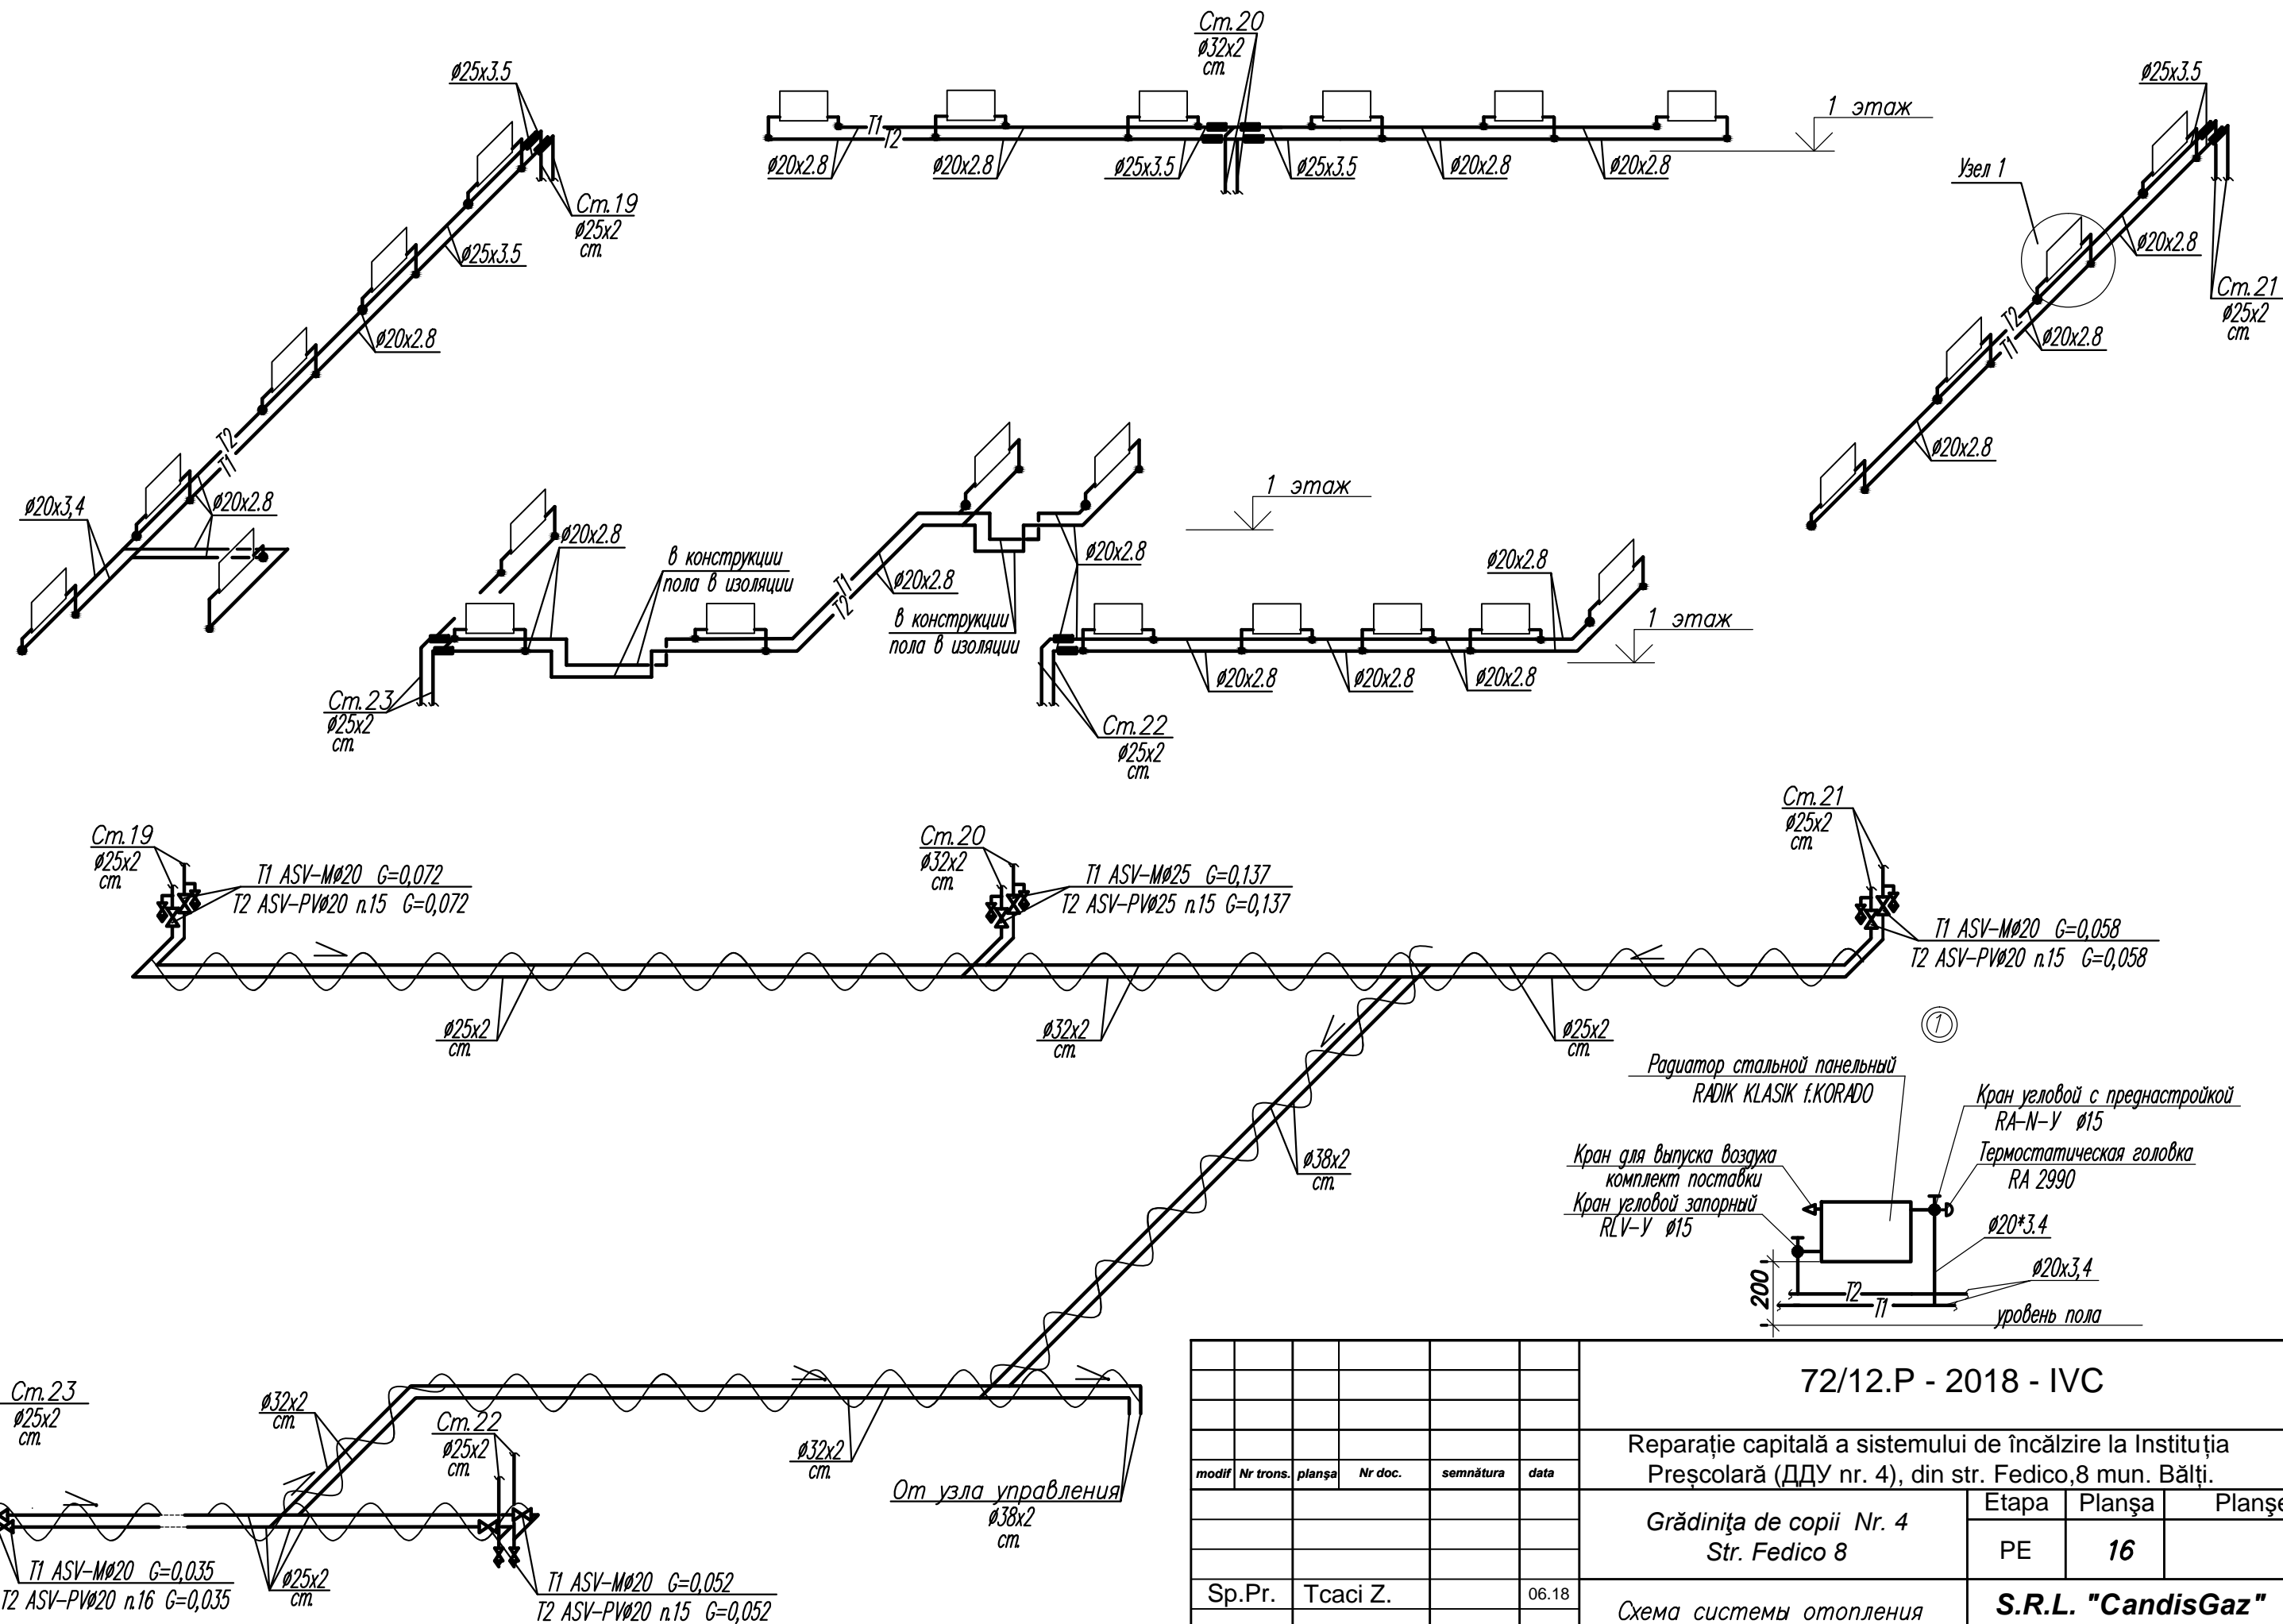 Ст.20
ø32x2
ст.
ø25x3.5
ø25x3.5
1 этаж
T1
T2
ø20x2.8
ø20x2.8
ø25x3.5
ø25x3.5
ø20x2.8
ø20x2.8
Узел 1
Ст.19
ø25x2
ст.
ø25x3.5
ø20x2.8
ø20x2.8
Ст.21
ø25x2
ст.
T2
T1
ø20x2.8
ø20x2.8
T2
T1
ø20x3,4
ø20x2.8
1 этаж
ø20x2.8
в конструкции
пола в изоляции
T1
T2
ø20x2.8
ø20x2.8
ø20x2.8
в конструкции
пола в изоляции
1 этаж
ø20x2.8
ø20x2.8
ø20x2.8
Ст.23
ø25x2
ст.
Ст.22
ø25x2
ст.
Ст.19
ø25x2
ст.
T1 ASV-Mø20 G=0,072
T2 ASV-PVø20 п.15 G=0,072
Ст.20
ø32x2
ст.
T1 ASV-Mø25 G=0,137
T2 ASV-PVø25 п.15 G=0,137
Ст.21
ø25x2
ст.
T1 ASV-Mø20 G=0,058
T2 ASV-PVø20 п.15 G=0,058
ø25x2
ст.
ø32x2
ст.
ø25x2
ст.
1
Радиатор стальной панельный
RADIK KLASIK f.KORADO
Кран угловой с преднастройкой
RA-N-У ø15
Кран для выпуска воздуха
комплект поставки
Термостатическая головка
RA 2990
Кран угловой запорный
RLV-У ø15
ø20*3.4
ø20x3,4
200
T2
T1
уровень пола
ø38x2
ст.
Ст.23
ø25x2
ст.
ø32x2
ст.
Ст.22
ø25x2
ст.
ø32x2
ст.
От узла управления
ø38x2
ст.
T1 ASV-Mø20 G=0,035
T2 ASV-PVø20 п.16 G=0,035
ø25x2
ст.
T1 ASV-Mø20 G=0,052
T2 ASV-PVø20 п.15 G=0,052
72/12.P - 2018 - IVC
Reparație capitală a sistemului de încălzire la Instituția
Preșcolară (ДДУ nr. 4), din str. Fedico,8 mun. Bălți.
modif Nr trons. planşa Nr doc. semnătura data
Grădiniţa de copii Nr. 4
Str. Fedico 8
Etapa Planşa Planşe
PE 16
Sp.Pr. Tcaci Z. 06.18
Схема системы отопления
S.R.L. "CandisGaz"